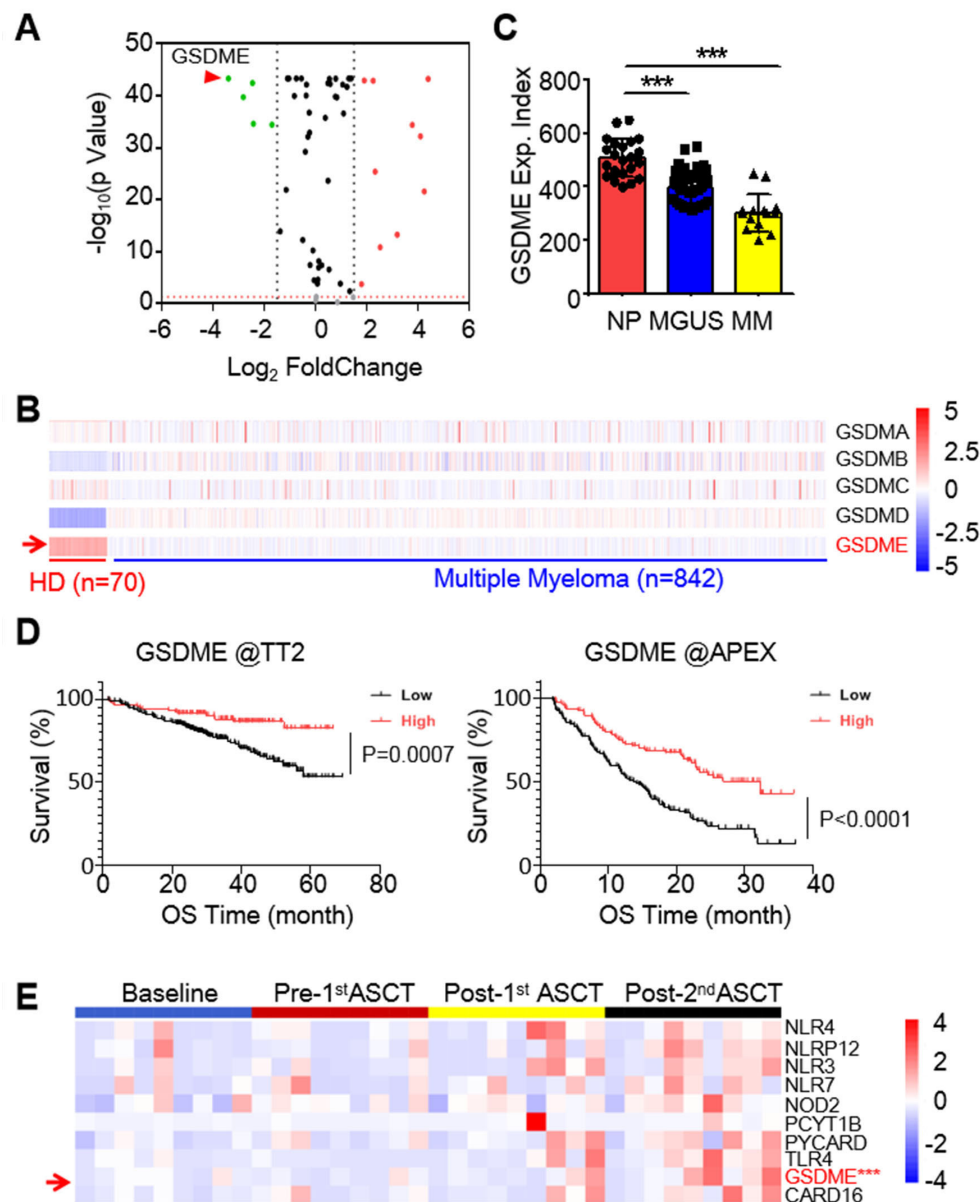 A
GSDME
50
40
30
20
10
0
-log10(p Value)
-6 -4 -2 0 2 4 6
Log2 FoldChange
C
*** 
***
800
600
400
200
0
GSDME Exp. Index
NP MGUS MM
B
GSDMA
GSDMB
GSDMC
GSDMD
GSDME
5
2.5
0
-2.5
-5
HD (n=70)
Multiple Myeloma (n=842)
D
GSDME @TT2
100
50
0
Survival (%)
Low
High
P=0.0007
0 20 40 60 80
OS Time (month)
GSDME @APEX
100
50
0
Survival (%)
Low
High
P<0.0001
0 10 20 30 40
OS Time (month)
E
Baseline Pre-1stASCT Post-1st ASCT Post-2ndASCT
NLR4
NLRP12
NLR3
NLR7
NOD2
PCYT1B
PYCARD
TLR4
GSDME***
CARD16
4
2
0
-2
-4